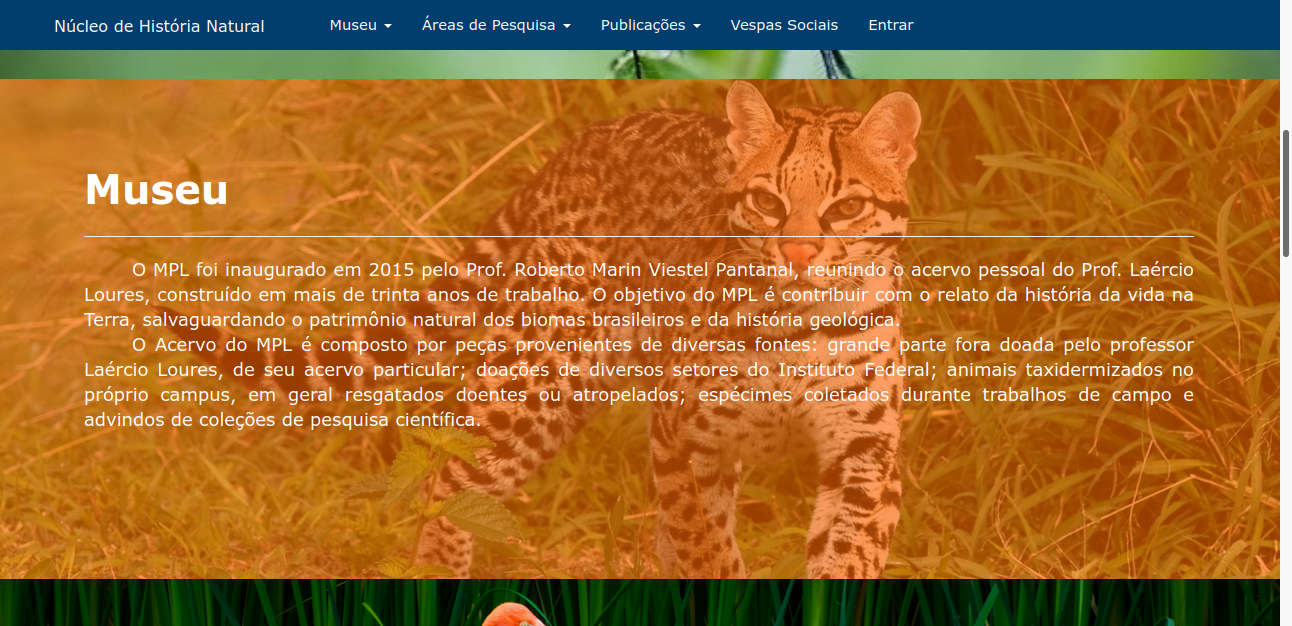 Núcleo de História Natural
Museu
Áreas de Pesquisa
Publicações
Vespas Sociais
Entrar
Museu
O MPL foi inaugurado em 2015 pelo Prof. Roberto Marin Viestel Pantanal, reunindo o acervo pessoal do Prof. Laércio
Loures, construído em mais de trinta anos de trabalho. O objetivo do MPL é contribuir com o relato da história da vida na
Terra, salvaguardando o patrimônio natural dos biomas brasileiros e da história geológica.
O Acervo do MPL é composto por peças provenientes de diversas fontes: grande parte fora doada pelo professor
Laércio Loures, de seu acervo particular; doações de diversos setores do Instituto Federal; animais taxidermizados no
próprio campus, em geral resgatados doentes ou atropelados; espécimes coletados durante trabalhos de campo e
advindos de coleções de pesquisa científica.